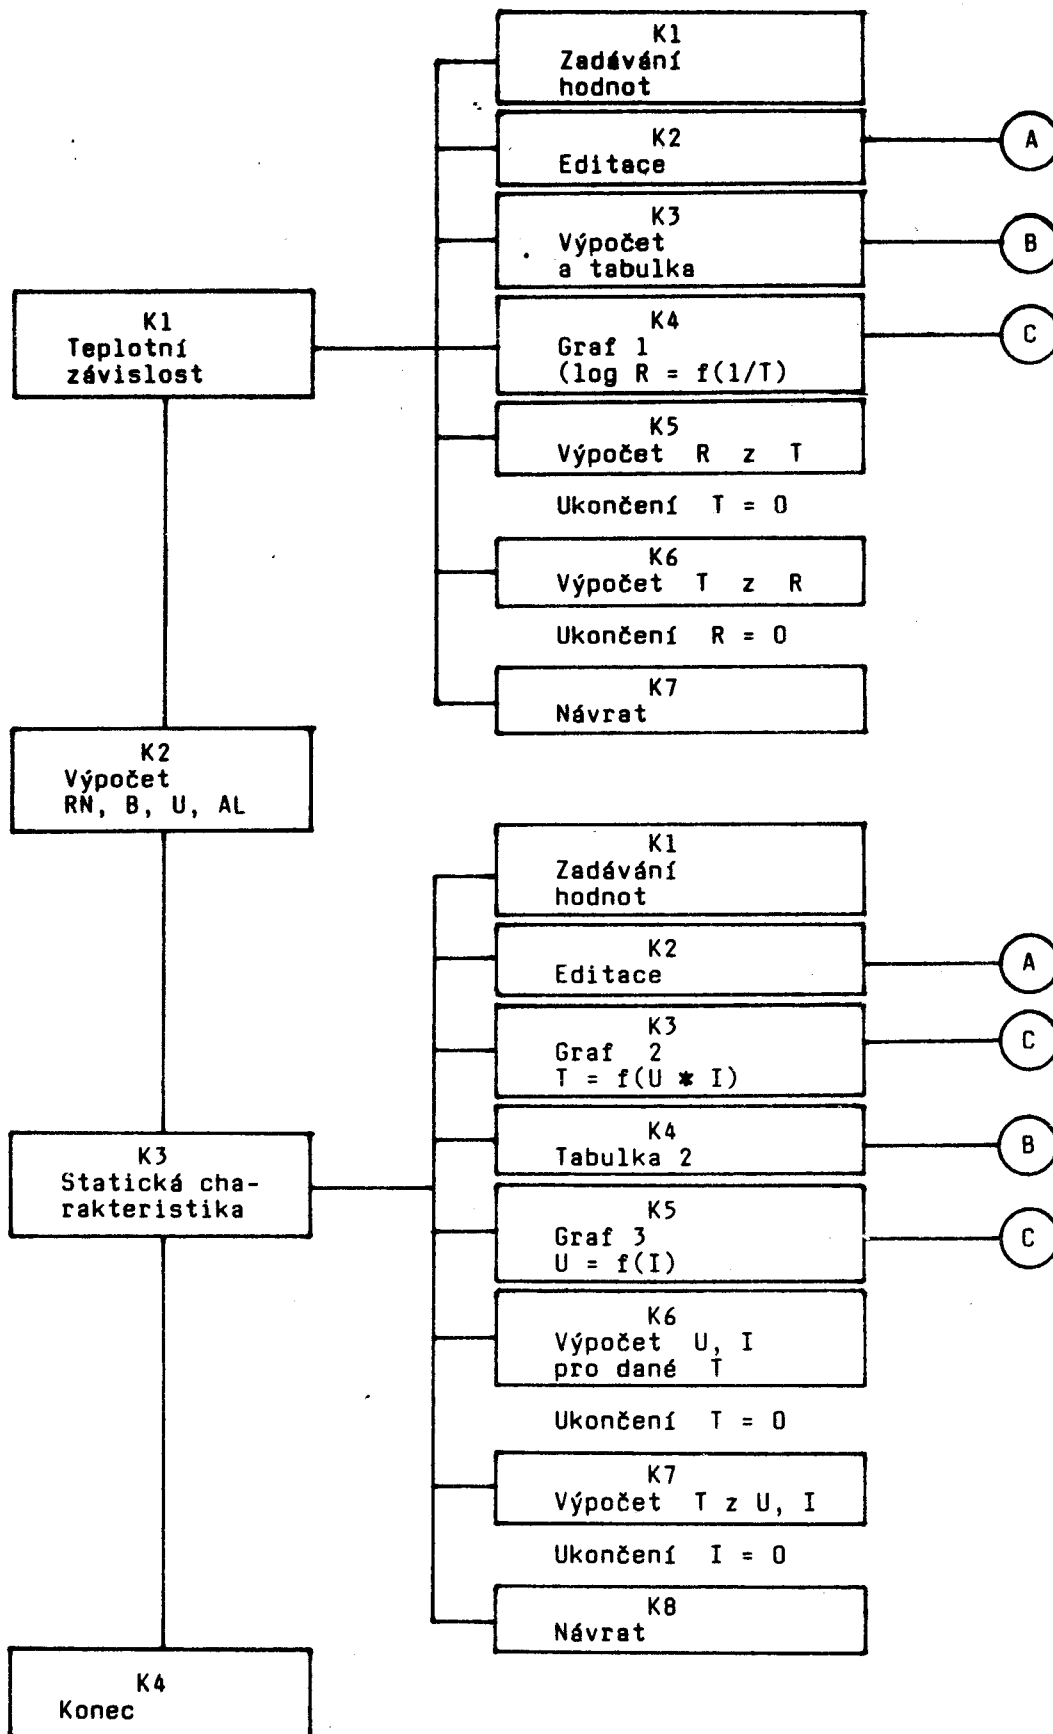 K1
Zadávání
hodnot
K2
Editace
A
K3
Výpočet
a tabulka
B
K1
Teplotní
závislost
K4
Graf 1
(log R = f(1/T)
C
K5
Výpočet R z T
Ukončení T = 0
K6
Výpočet T z R
Ukončení R = 0
K7
Návrat
K2
Výpočet
RN, B, U, AL
K1
Zadávání
hodnot
K2
Editace
A
K3
Graf 2
T = f(U * I)
C
K3
Statická cha-
rakteristika
K4
Tabulka 2
B
K5
Graf 3
U = f(I)
C
K6
Výpočet U, I
pro dané T
Ukončení T = 0
K7
Výpočet T z U, I
Ukončení I = 0
K8
Návrat
K4
Konec